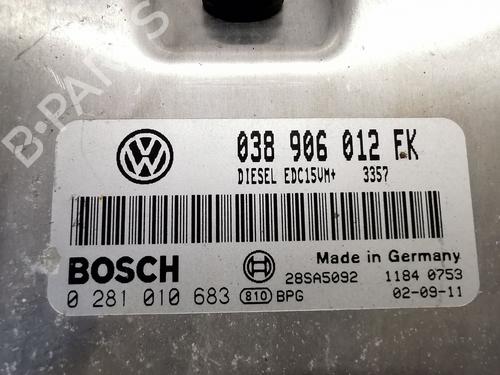 B-PARTS
038 906 012 FK
DIESEL EDC15VM+ 3357
BOSCH
Made in Germany
28SA5092 1184 0753
0 281 010 683 810 BPG 02-09-11